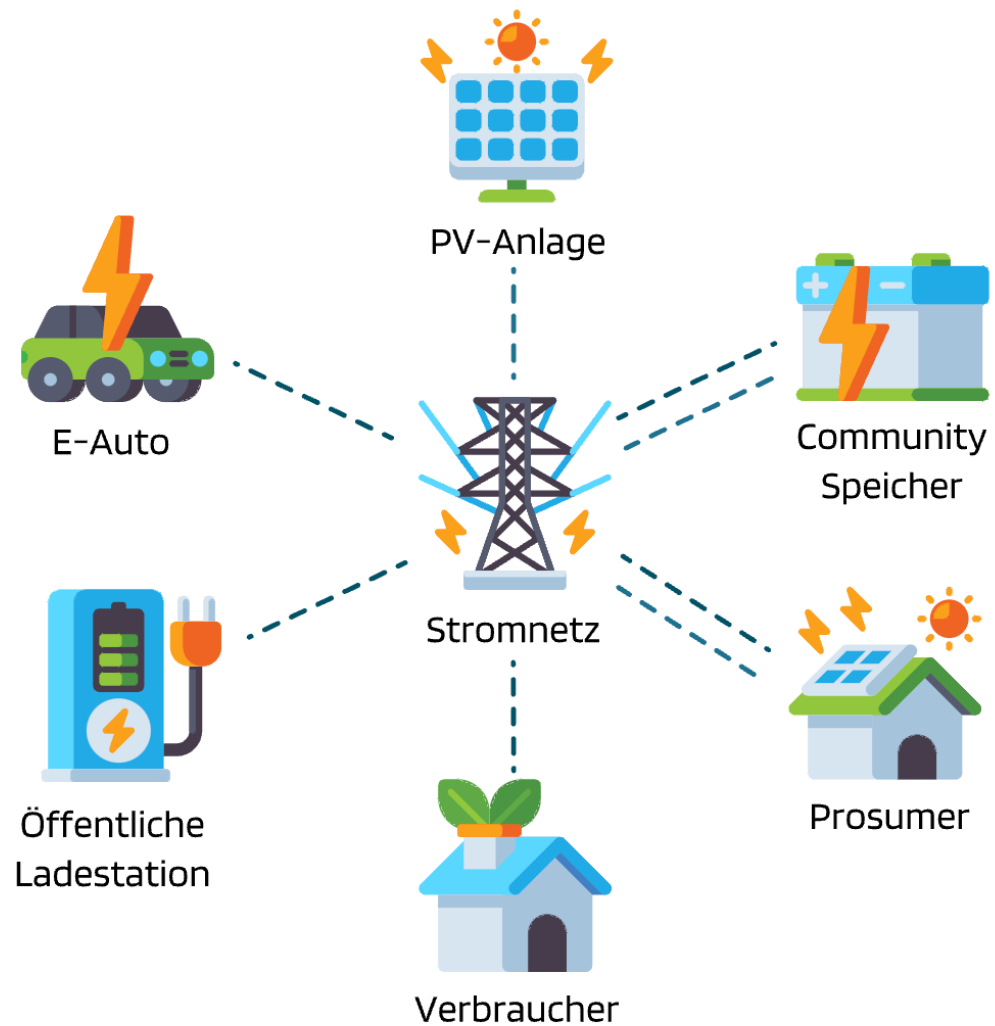 PV-Anlage
E-Auto
Community
Speicher
Stromnetz
Öffentliche
Ladestation
Prosumer
Verbraucher